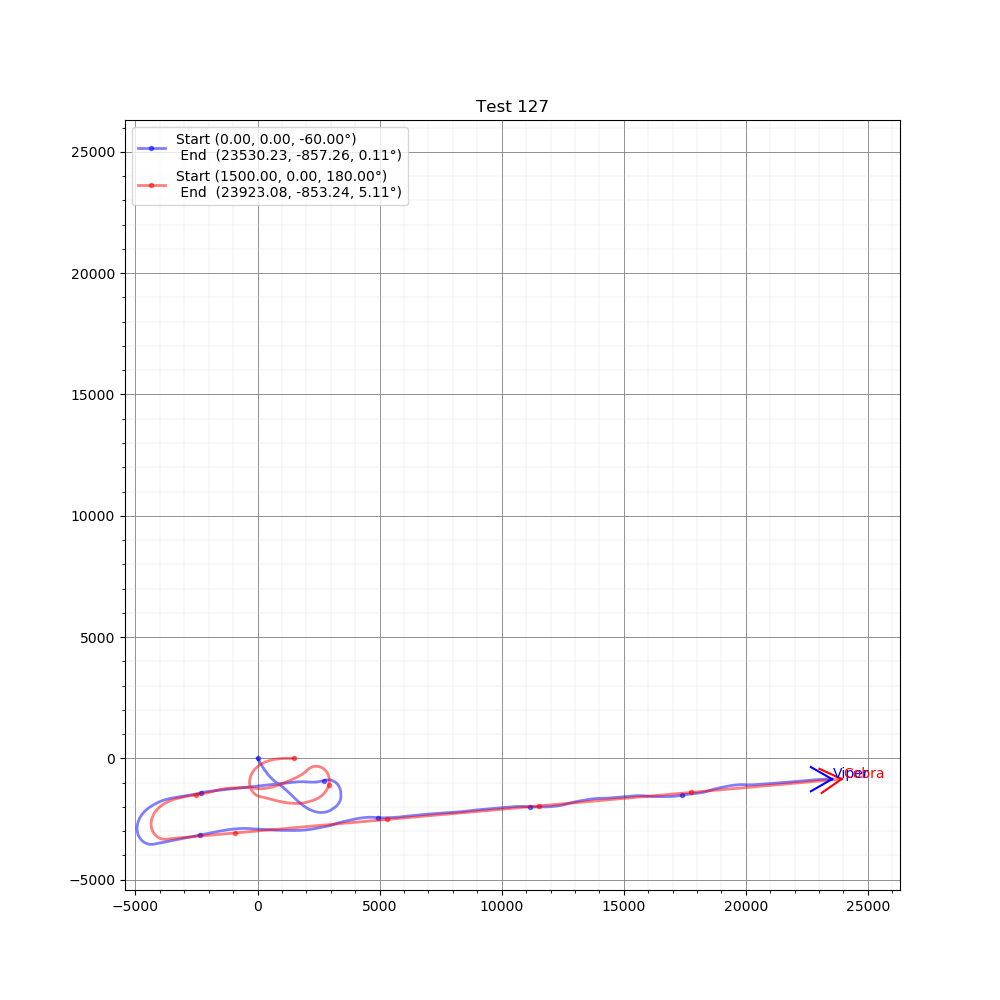 Test 127
Start (0.00, 0.00, -60.00°)
End (23530.23, -857.26, 0.11°)
Start (1500.00, 0.00, 180.00°)
End (23923.08, -853.24, 5.11°)
25000
20000
15000
10000
5000
0
−5000
Viper
Cobra
−5000 0 5000 10000 15000 20000 25000